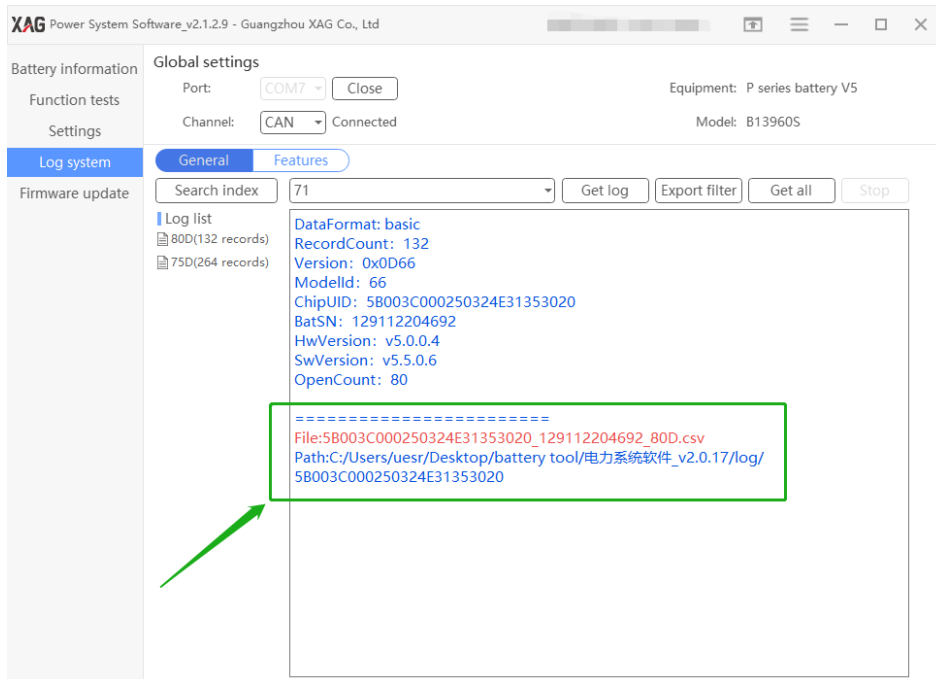 XAG Power System Software_v2.1.2.9 - Guangzhou XAG Co., Ltd
Battery information
Function tests
Settings
Log system
Firmware update
Global settings
Port: COM7 Close
Equipment: P series battery V5
Channel: CAN Connected
Model: B13960S
General Features
Search index 71 Get log Export filter Get all Stop
Log list
80D(132 records)
75D(264 records)
DataFormat: basic
RecordCount: 132
Version: 0x0D66
ModelId: 66
ChipUID: 5B003C000250324E31353020
BatSN: 129112204692
HwVersion: v5.0.0.4
SwVersion: v5.5.0.6
OpenCount: 80
========================
File:5B003C000250324E31353020_129112204692_80D.csv
Path:C:/Users/uesr/Desktop/battery tool/电力系统软件_v2.0.17/log/
5B003C000250324E31353020